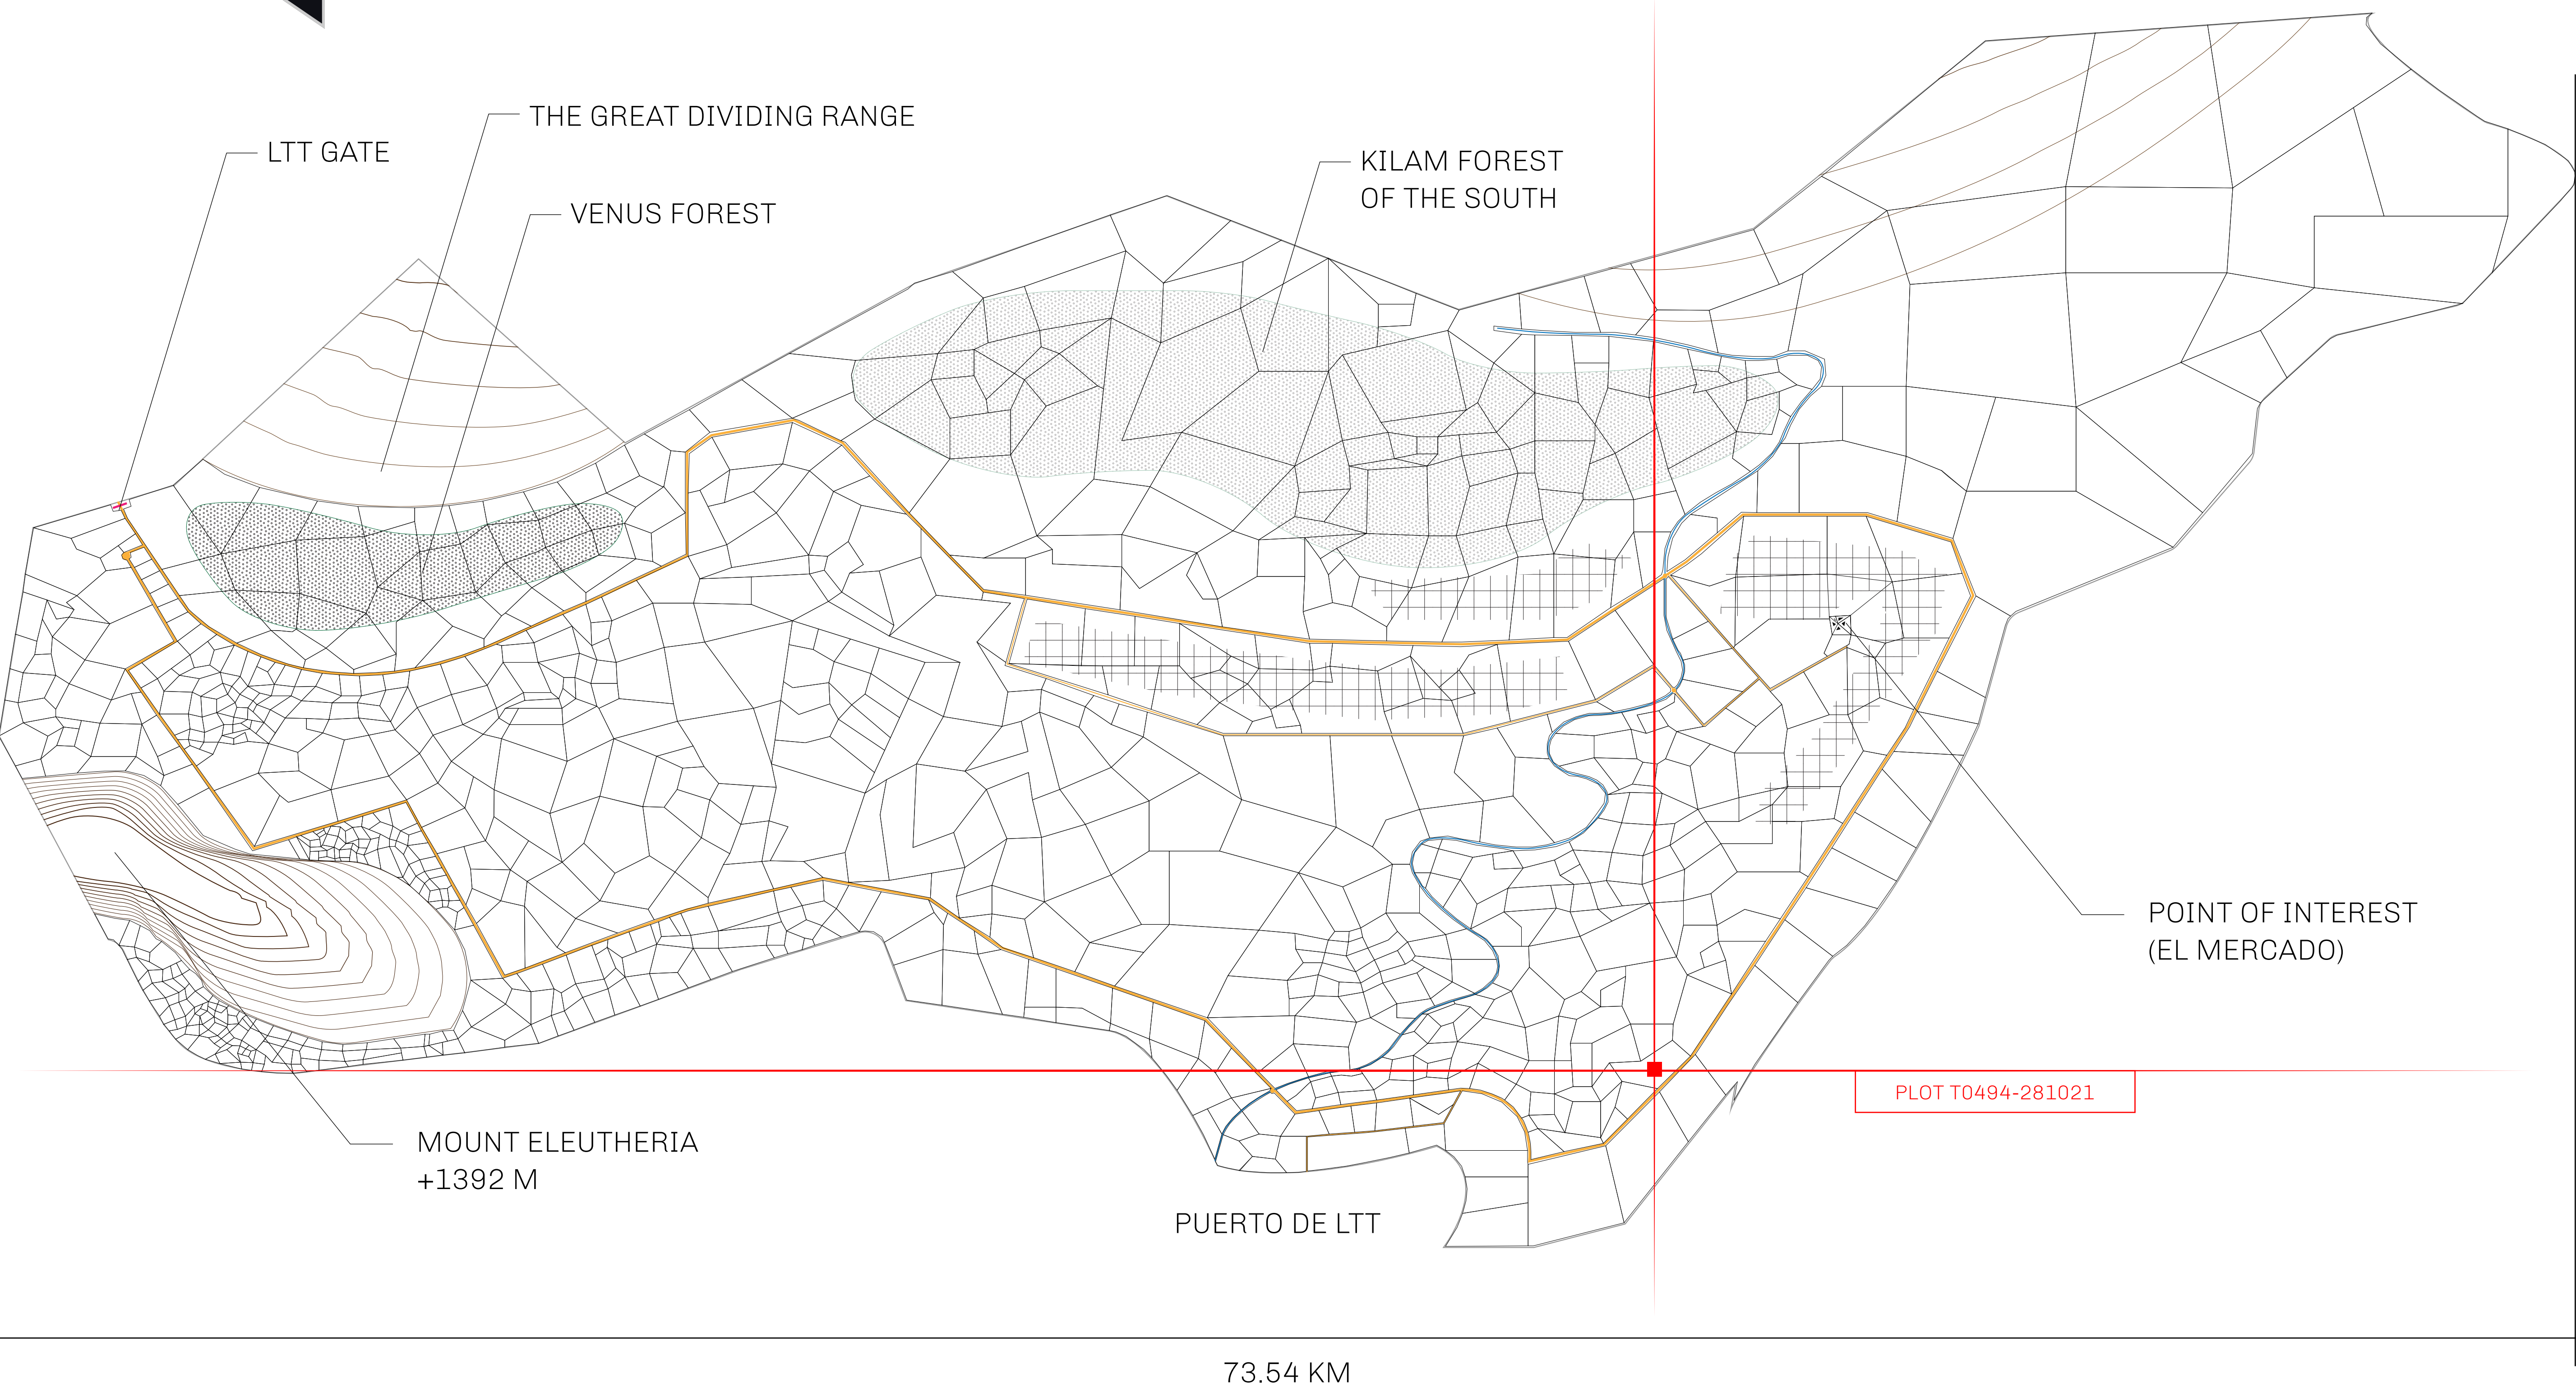 THE GREAT DIVIDING RANGE
LTT GATE
VENUS FOREST
KILAM FOREST
OF THE SOUTH
POINT OF INTEREST
(EL MERCADO)
PLOT T0494-281021
MOUNT ELEUTHERIA
+1392 M
PUERTO DE LTT
73.54 KM